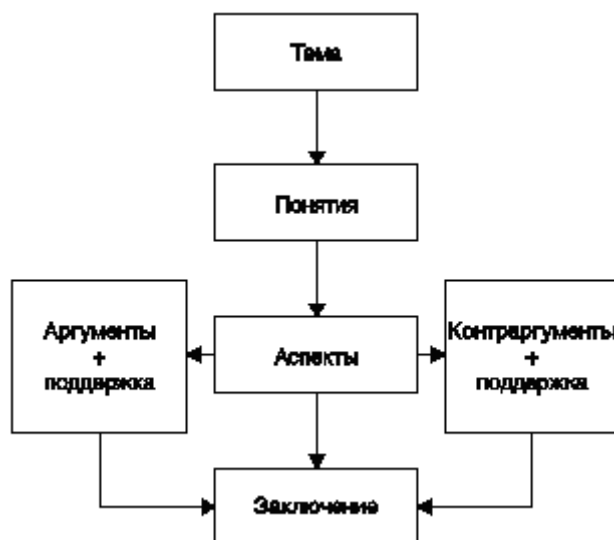 Тема
Понятия
Аргументы
+
поддержка
Аспекты
Контраргументы
+
поддержка
Заключение